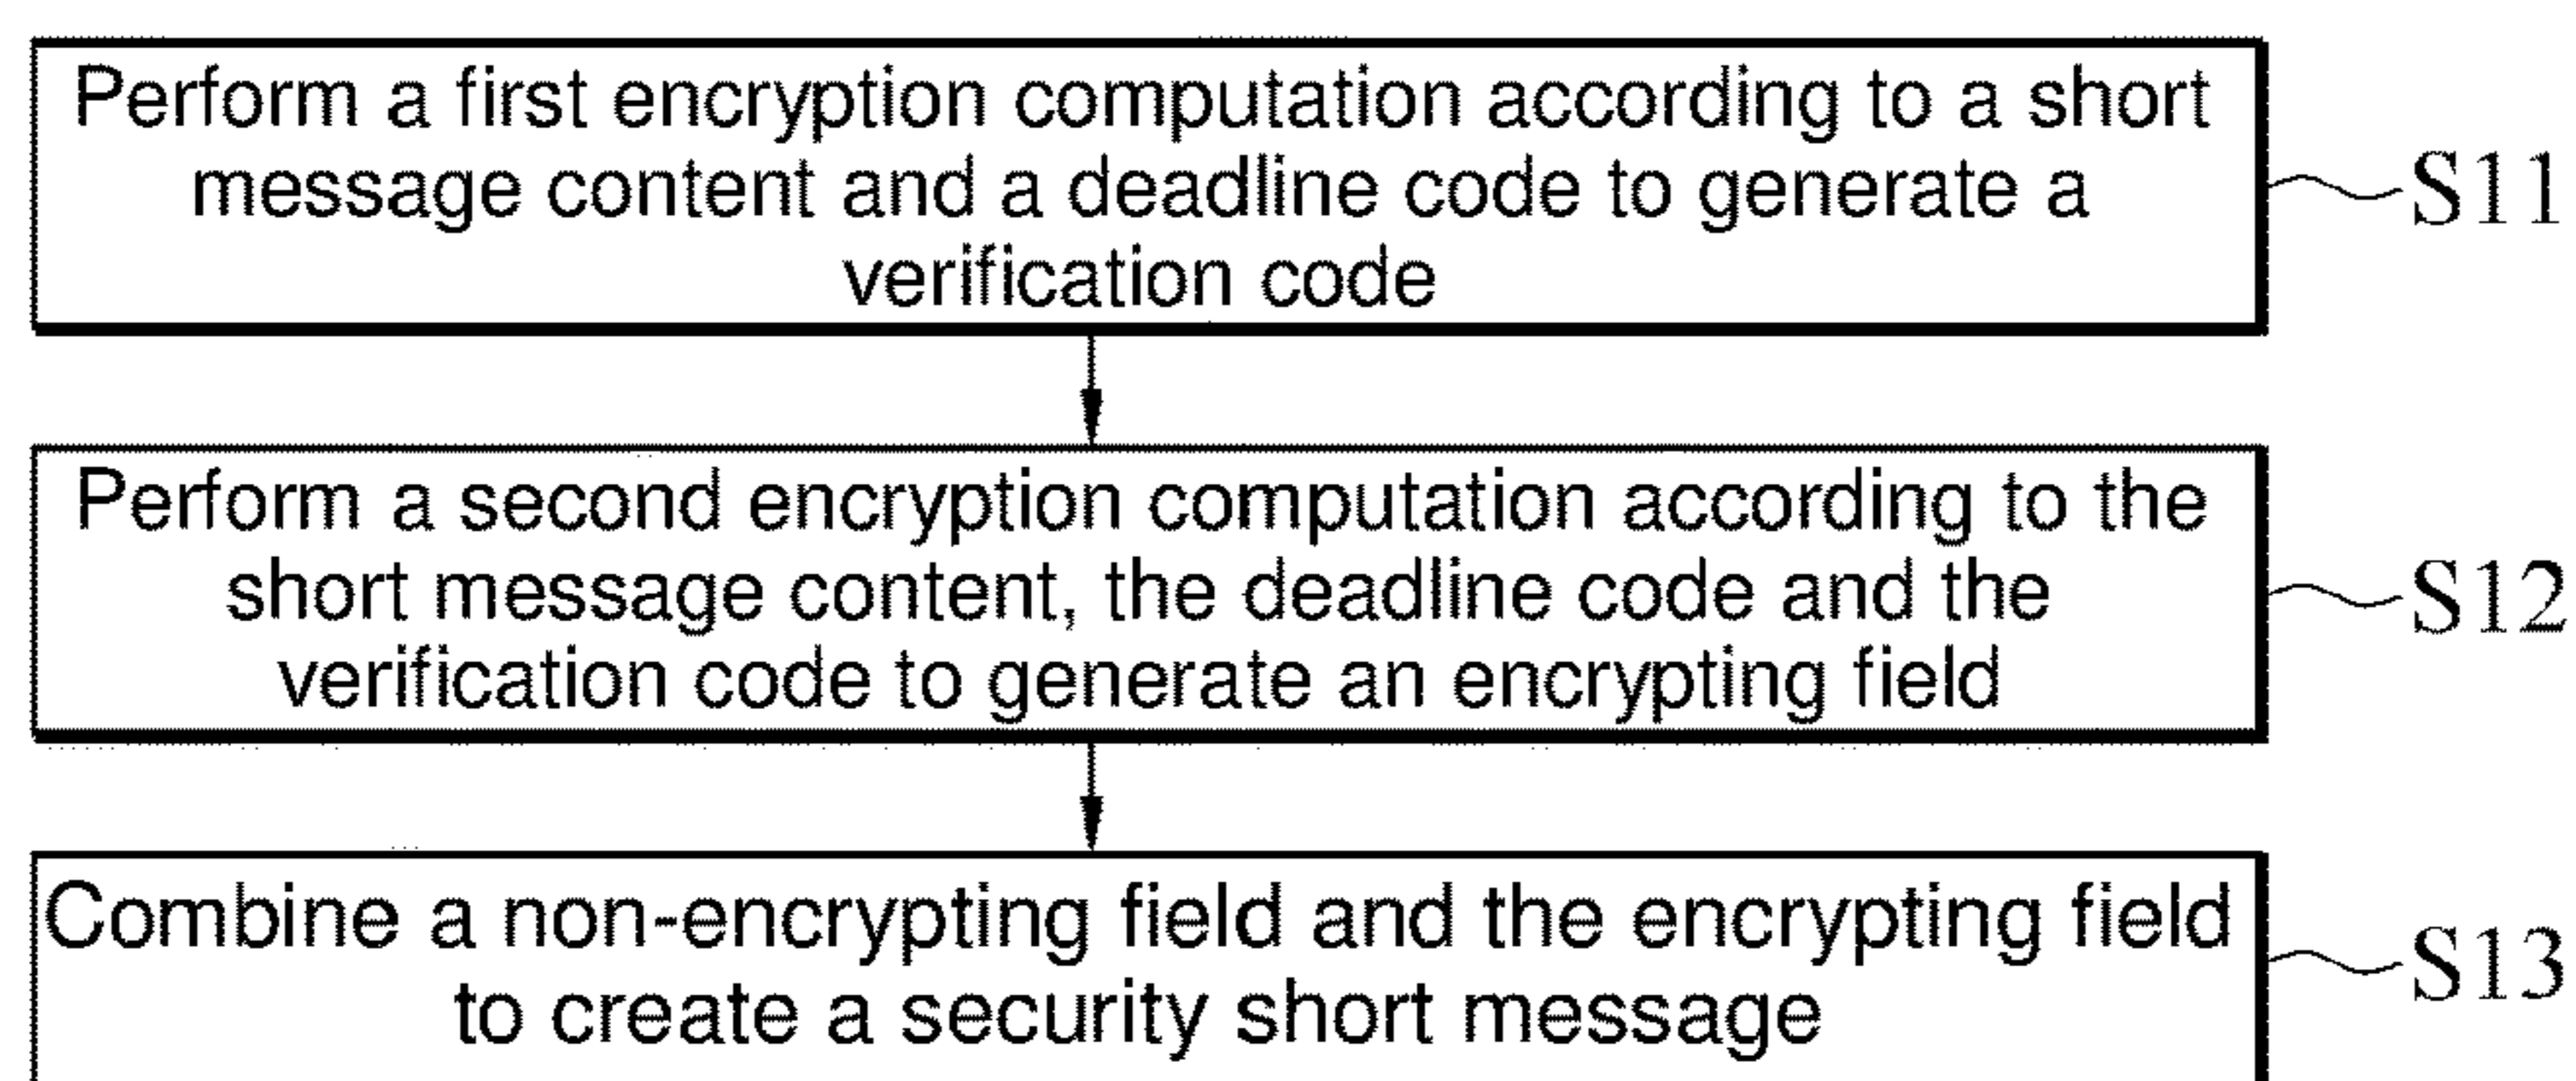 Perform a first encryption computation according to a short
message content and a deadline code to generate a
verification code
S11
Perform a second encryption computation according to the
short message content, the deadline code and the
verification code to generate an encrypting field
S12
Combine a non-encrypting field and the encrypting field
to create a security short message
S13